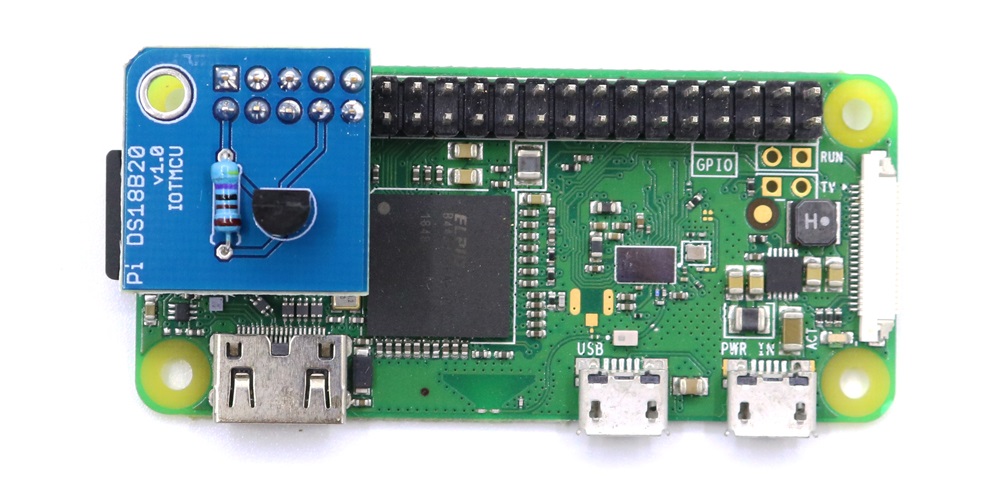 Pi DS18B20
v1.0
IOTMCU
GPIO
RUN
TV
H
USB
PWR IN
ACT